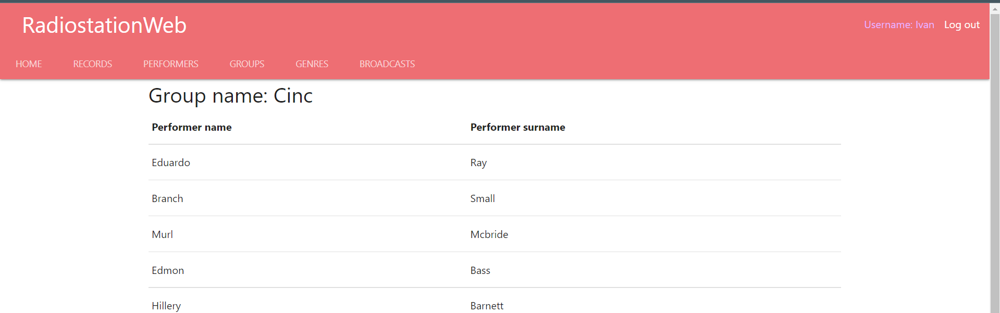 RadiostationWeb
Username: Ivan Log out
HOME RECORDS PERFORMERS GROUPS GENRES BROADCASTS
Group name: Cinc
Performer name Performer surname
Eduardo Ray
Branch Small
Murl Mcbride
Edmon Bass
Hillery Barnett